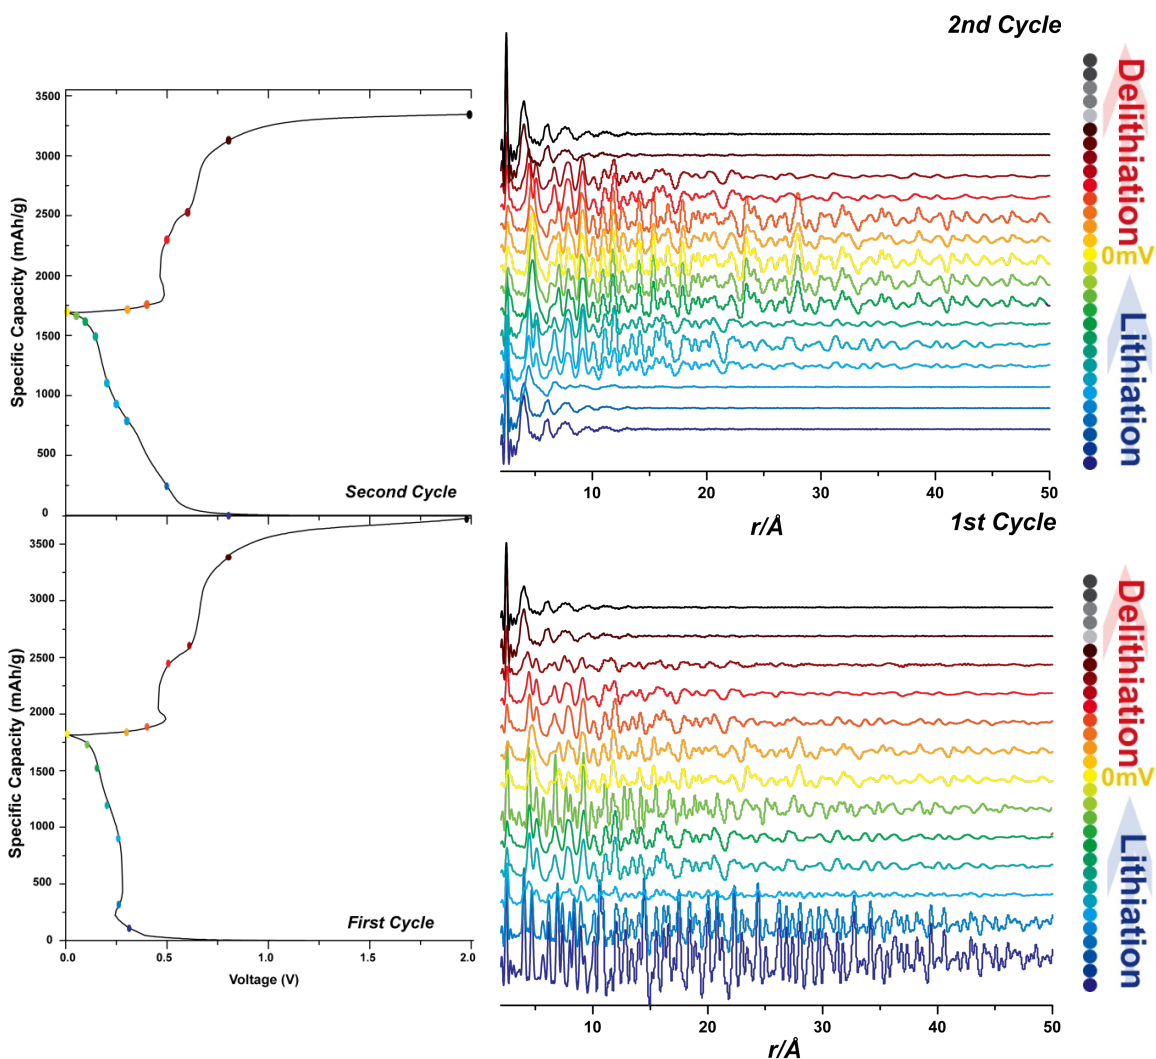 2nd Cycle
3500
3000
2500
2000
1500
1000
500
0
Specific Capacity (mAh/g)
Second Cycle
10
20
30
40
50
r/Å
Delithiation
0mV
Lithiation
1st Cycle
3500
3000
2500
2000
1500
1000
500
0
Specific Capacity (mAh/g)
First Cycle
0.0
0.5
1.0
1.5
2.0
Voltage (V)
10
20
30
40
50
r/Å
Delithiation
0mV
Lithiation